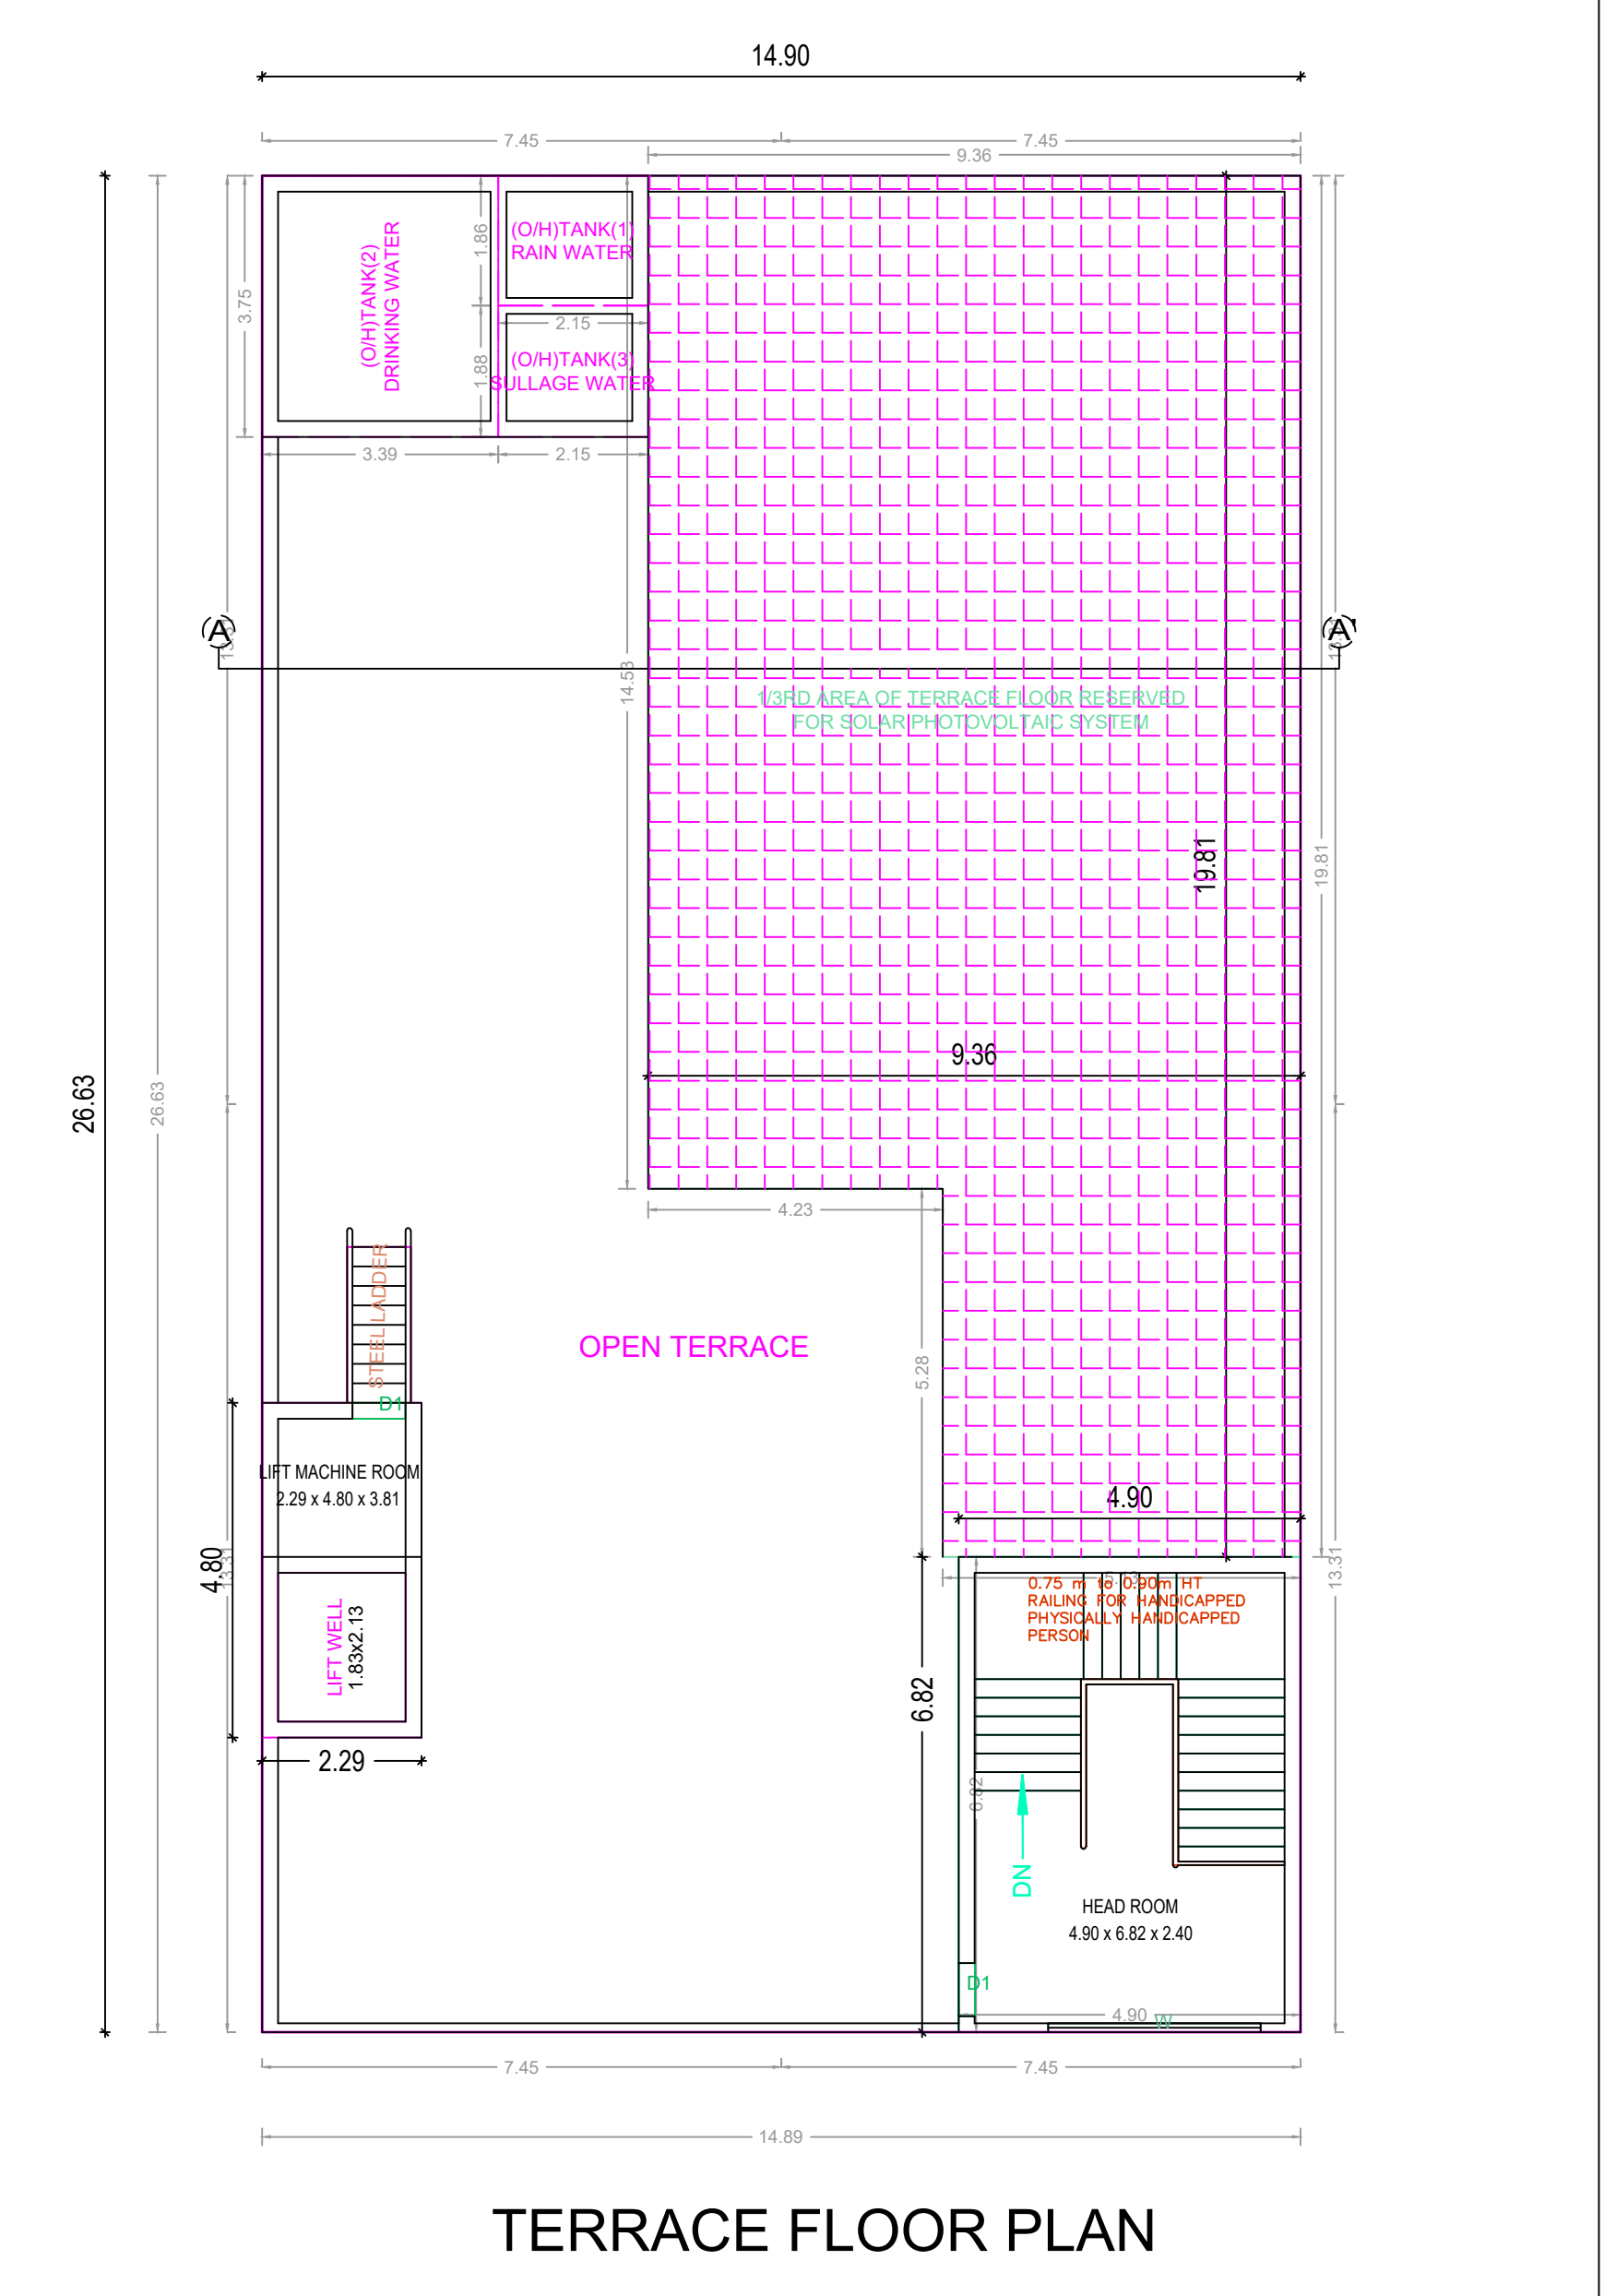 14.90
7.45
7.45
9.36
(O/H)TANK(2)
DRINKING WATER
(O/H)TANK(1)
RAIN WATER
1.86
3.75
2.15
(O/H)TANK(3)
SULLAGE WATER
1.88
3.39
2.15
A
A'
14.53
1/3RD AREA OF TERRACE FLOOR RESERVED
FOR SOLAR PHOTOVOLTAIC SYSTEM
19.81
19.81
9.36
26.63
26.63
4.23
STEEL LADDER
OPEN TERRACE
5.28
D1
LIFT MACHINE ROOM
2.29 x 4.80 x 3.81
4.90
4.80
13.31
13.31
0.75 m to 0.90m HT
RAILING FOR HANDICAPPED
PHYSICALLY HANDICAPPED
PERSON
LIFT WELL
1.83x2.13
6.82
2.29
6.82
DN
HEAD ROOM
4.90 x 6.82 x 2.40
D1
4.90
W
7.45
7.45
14.89
TERRACE FLOOR PLAN